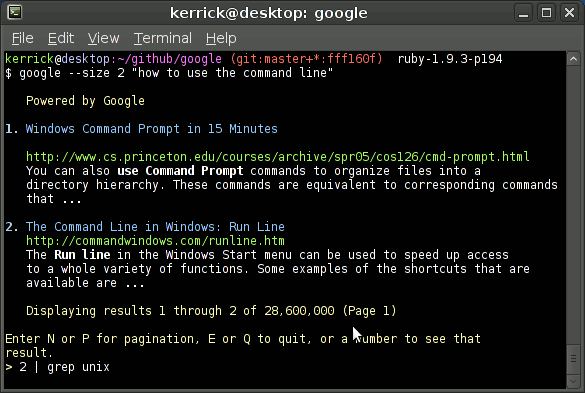 kerrick@desktop: google
File Edit View Terminal Help
kerrick@desktop:~/github/google (git:master+*:fff160f)  ruby-1.9.3-p194
$ google --size 2 "how to use the command line"
Powered by Google
1. Windows Command Prompt in 15 Minutes
http://www.cs.princeton.edu/courses/archive/spr05/cos126/cmd-prompt.html
You can also use Command Prompt commands to organize files into a
directory hierarchy. These commands are equivalent to corresponding commands
that ...
2. The Command Line in Windows: Run Line
http://commandwindows.com/runline.htm
The Run line in the Windows Start menu can be used to speed up access
to a whole variety of functions. Some examples of the shortcuts that are
available are ...
Displaying results 1 through 2 of 28,600,000 (Page 1)
Enter N or P for pagination, E or Q to quit, or a number to see that
result.
> 2 | grep unix